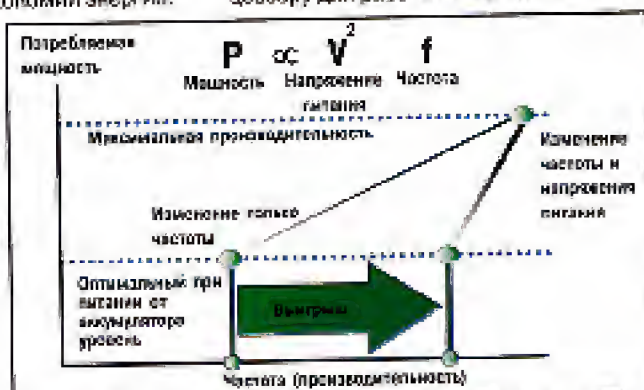 Потребляемая
мощность
P ∝ V² f
Мощность Напряжение Частота
питания
Максимальная производительность
Изменение
частоты и
напряжения
питания
Изменение только
частоты
Оптимальный при
питании от
аккумулятора
уровень
Выигрыш
Частота (производительность)